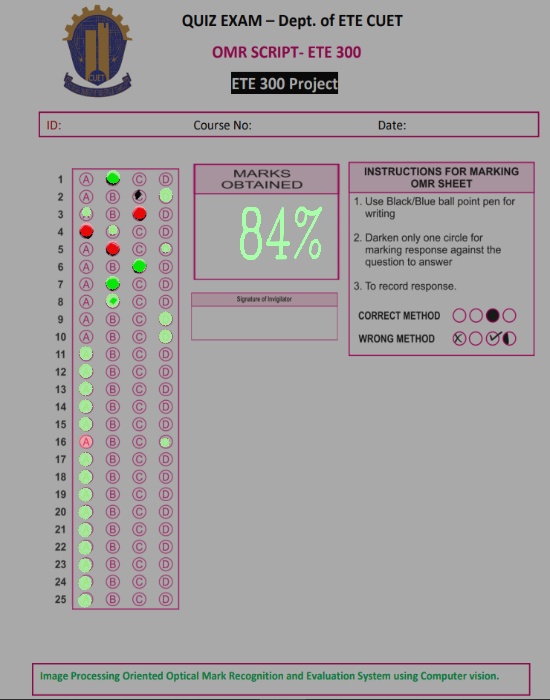 QUIZ EXAM – Dept. of ETE CUET
OMR SCRIPT- ETE 300
ETE 300 Project
CUET
ID: Course No: Date:
1 A C D
2 A B
3 B D
4 C D
5 A C
6 A B D
7 A C D
8 A C D
9 A B C
10 A B C
11 B C D
12 B C D
13 B C D
14 B C D
15 B C D
16 A B C
17 B C D
18 B C D
19 B C D
20 B C D
21 B C D
22 B C D
23 B C D
24 B C D
25 B C D
MARKS
OBTAINED
84%
Signature of Invigilator
INSTRUCTIONS FOR MARKING
OMR SHEET
1. Use Black/Blue ball point pen for
writing
2. Darken only one circle for
marking response against the
question to answer
3. To record response.
CORRECT METHOD
WRONG METHOD
Image Processing Oriented Optical Mark Recognition and Evaluation System using Computer vision.